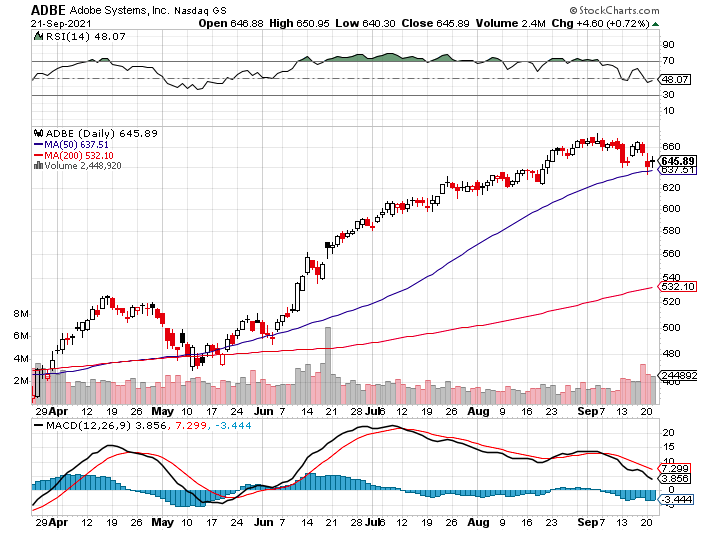 ADBE Adobe Systems, Inc. Nasdaq GS © StockCharts.com
21-Sep-2021 Open 646.88 High 650.95 Low 640.30 Close 645.89 Volume 2.4M Chg +4.60 (+0.72%)
RSI(14) 48.07
90
70
50
48.07
30
10
ADBE (Daily) 645.89
MA(50) 637.51
MA(200) 532.10
Volume 2,448,920
660
645.89
637.51
620
600
580
560
540
532.10
520
500
480
244892
460
8M
6M
4M
2M
29 Apr 12 19 26 May 10 17 24 Jun 7 14 21 28 Jul 6 12 19 26 Aug 9 16 23 Sep 7 13 20
MACD(12,26,9) 3.856, 7.299, -3.444
20
15
10
7.299
3.856
0
-3.444
29 Apr 12 19 26 May 10 17 24 Jun 7 14 21 28 Jul 6 12 19 26 Aug 9 16 23 Sep 7 13 20